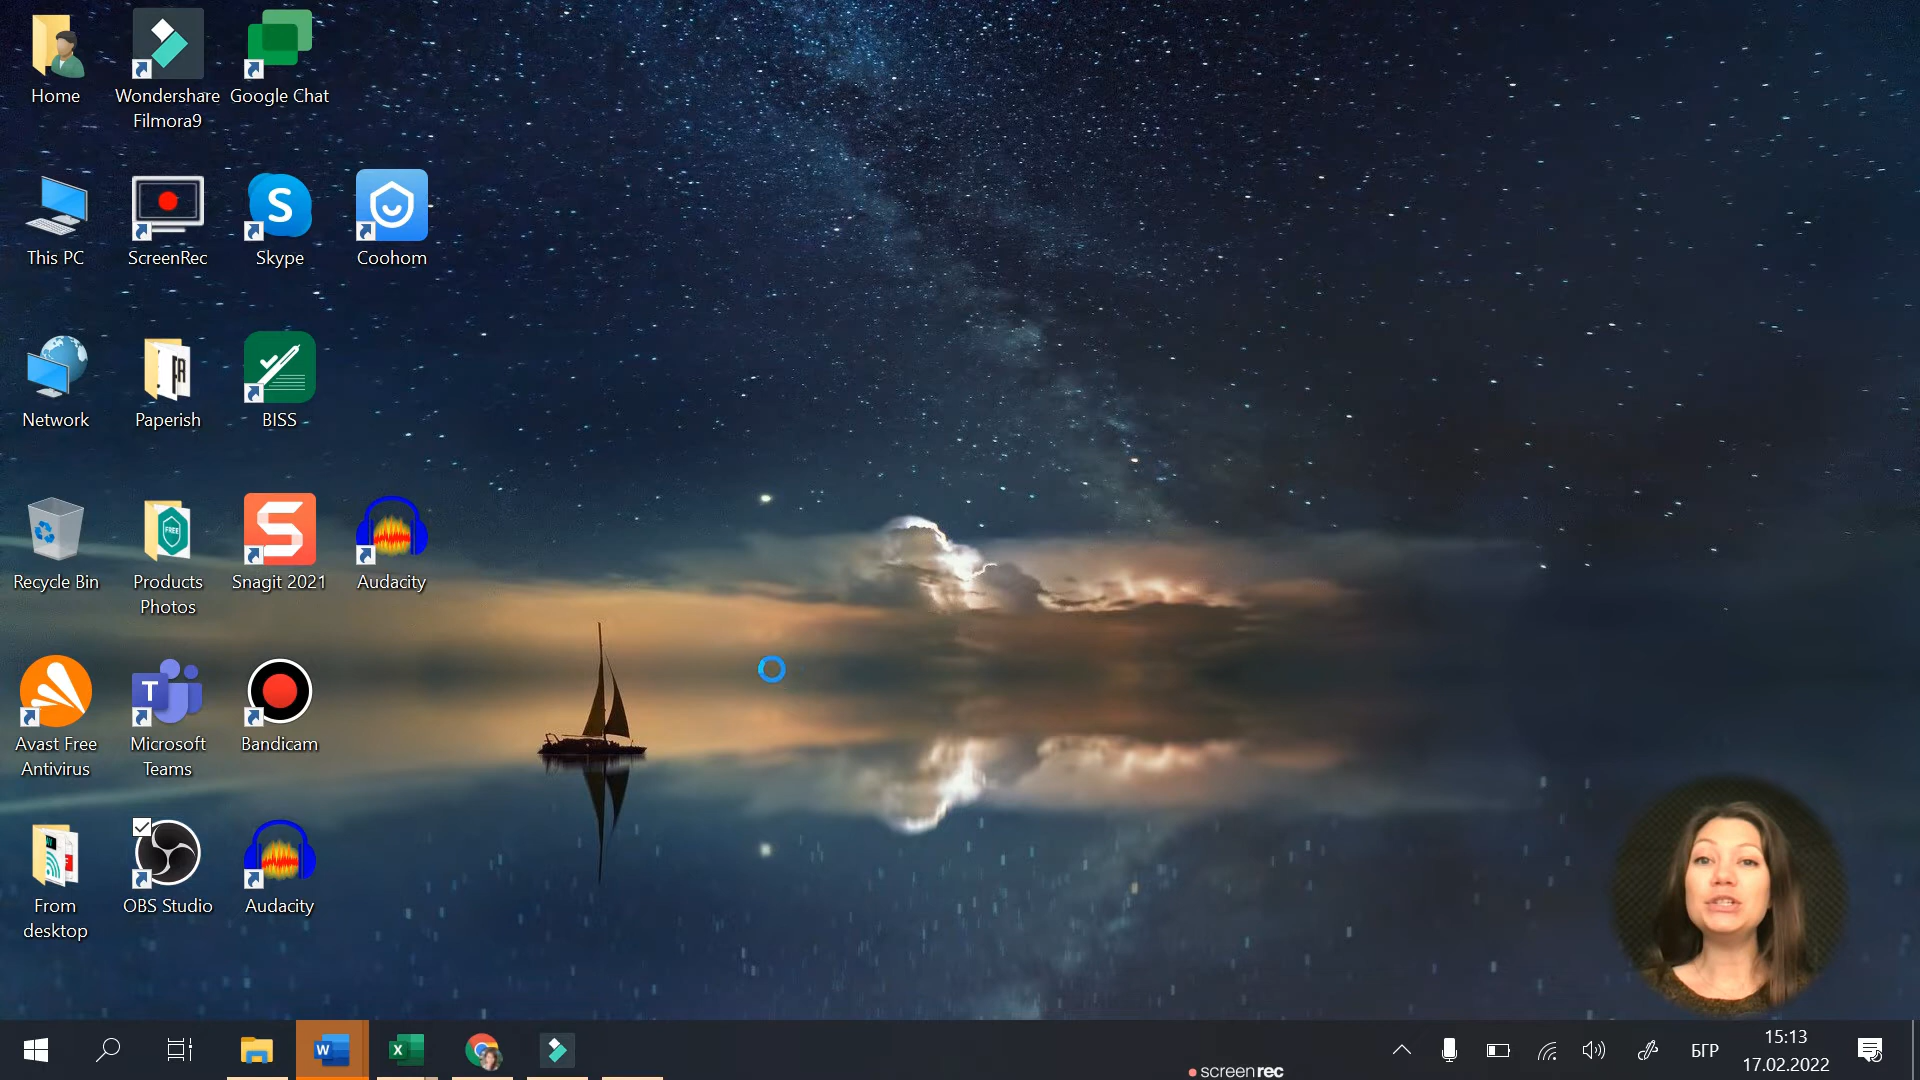 Home
Wondershare
Filmora9
Google Chat
This PC
ScreenRec
S
Skype
Coohom
Network
Paperish
BISS
Recycle Bin
FREE
Products
Photos
S
Snagit 2021
Audacity
Avast Free
Antivirus
T
Microsoft
Teams
Bandicam
From
desktop
OBS Studio
Audacity
W
X
screenrec
БГР
15:13
17.02.2022